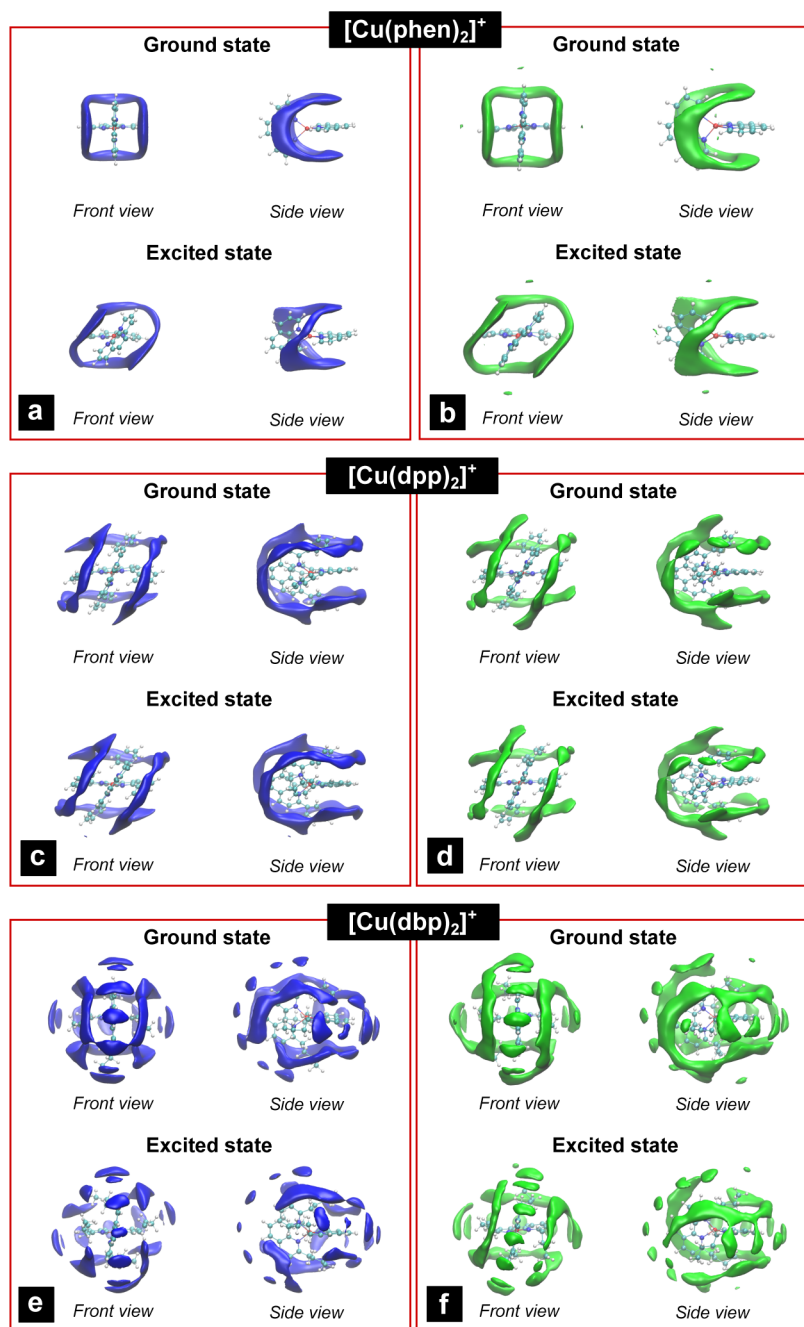 [Cu(phen)₂]⁺
Ground state
Ground state
Front view
Side view
Front view
Side view
Excited state
Excited state
a
Front view
Side view
b
Front view
Side view
[Cu(dpp)₂]⁺
Ground state
Ground state
Front view
Side view
Front view
Side view
Excited state
Excited state
c
Front view
Side view
d
Front view
Side view
[Cu(dbp)₂]⁺
Ground state
Ground state
Front view
Side view
Front view
Side view
Excited state
Excited state
e
Front view
Side view
f
Front view
Side view